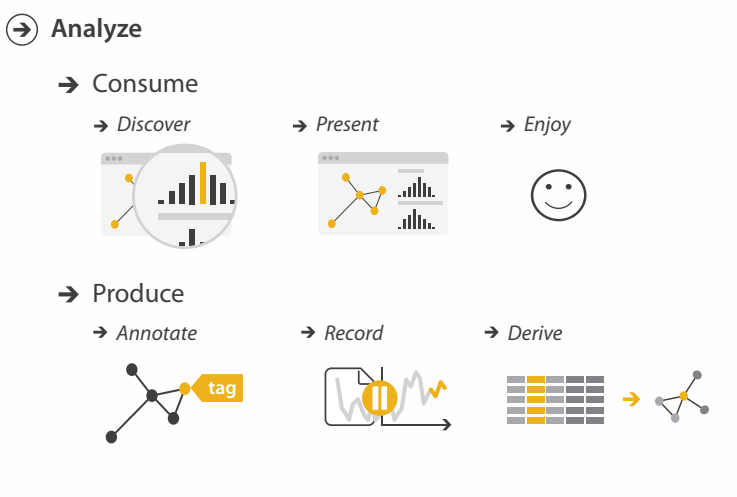 Analyze
Consume
Discover
Present
Enjoy
Produce
Annotate
Record
Derive
tag